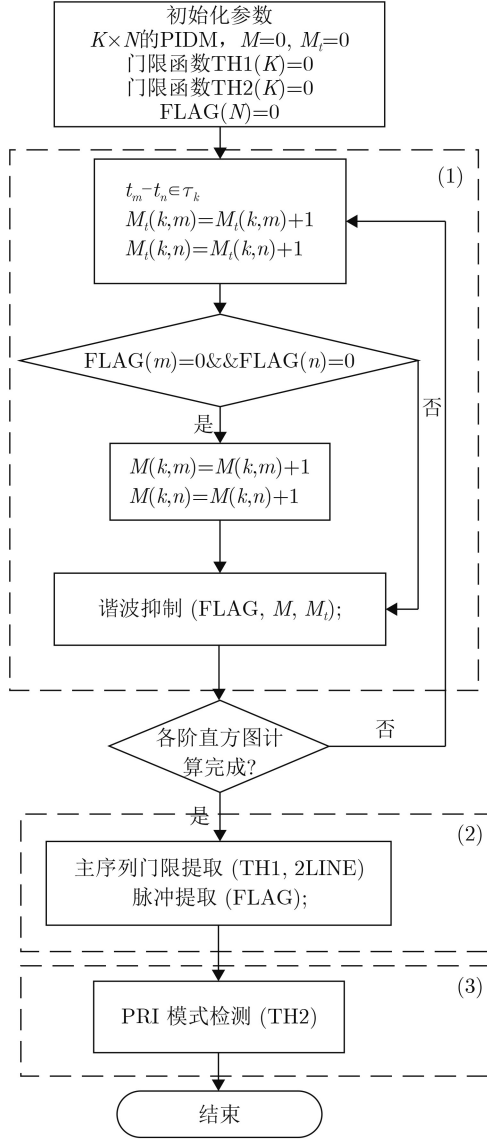 初始化参数
K×N的PIDM，M=0, Mt=0
门限函数TH1(K)=0
门限函数TH2(K)=0
FLAG(N)=0
(1)
tm−tn∈τk
Mt(k,m)=Mt(k,m)+1
Mt(k,n)=Mt(k,n)+1
FLAG(m)=0&&FLAG(n)=0
否
是
M(k,m)=M(k,m)+1
M(k,n)=M(k,n)+1
谐波抑制 (FLAG, M, Mt);
各阶直方图计
算完成?
否
是
(2)
主序列门限提取 (TH1, 2LINE)
脉冲提取 (FLAG);
(3)
PRI 模式检测 (TH2)
结束